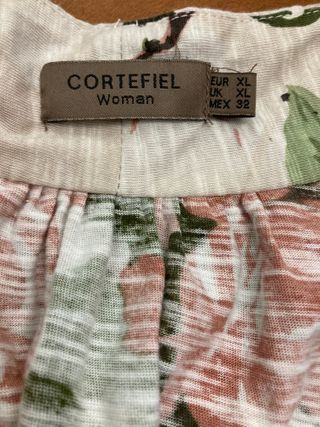 CORTEFIEL
Woman
EUR XL
UK XL
MEX 32